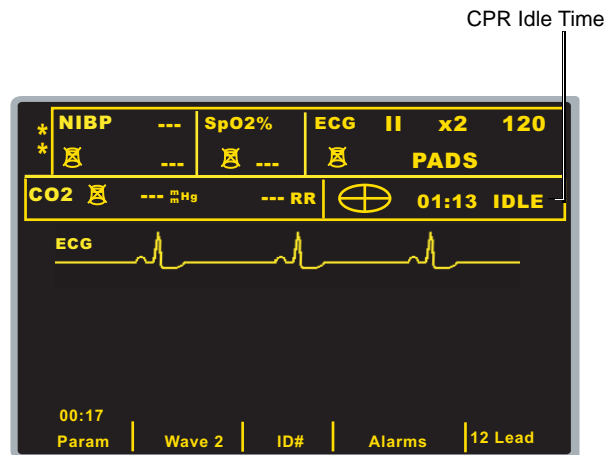 CPR Idle Time
* NIBP --- SpO2% ECG II x2 120
* --- --- PADS
CO2 --- mmHg --- RR 01:13 IDLE
ECG
00:17
Param Wave 2 ID# Alarms 12 Lead